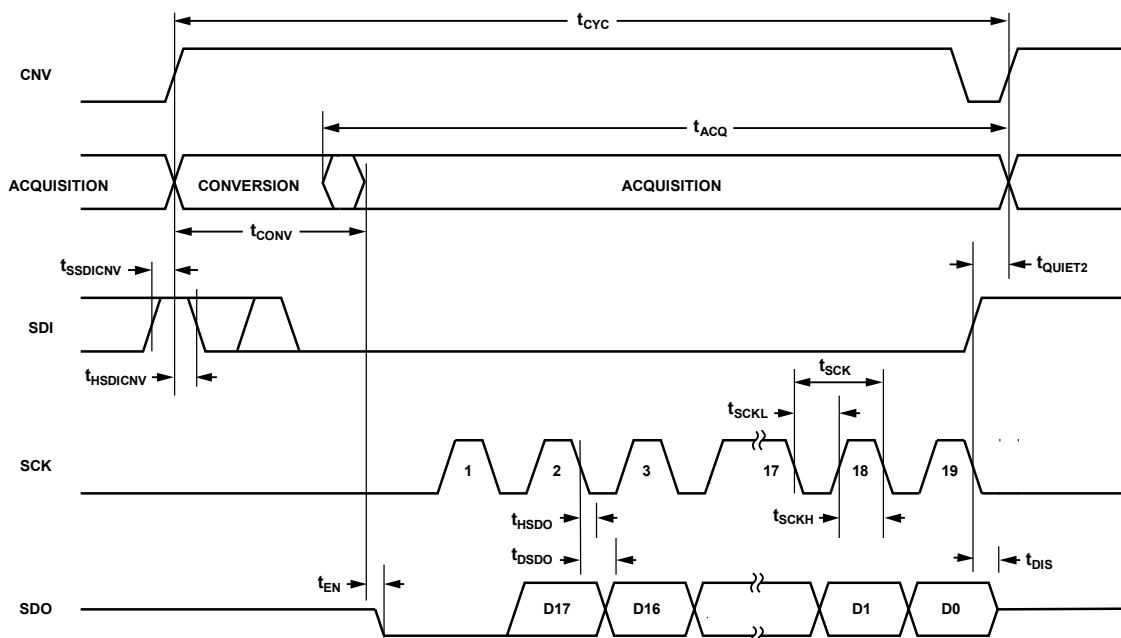 tCYC
CNV
tACQ
ACQUISITION CONVERSION ACQUISITION
tCONV
tSSDICNV
tQUIET2
SDI
tHSDICNV
tSCK
tSCKL
SCK 1 2 3 17 18 19
tHSDO
tSCKH
tDSDO
tDIS
tEN
SDO D17 D16 D1 D0